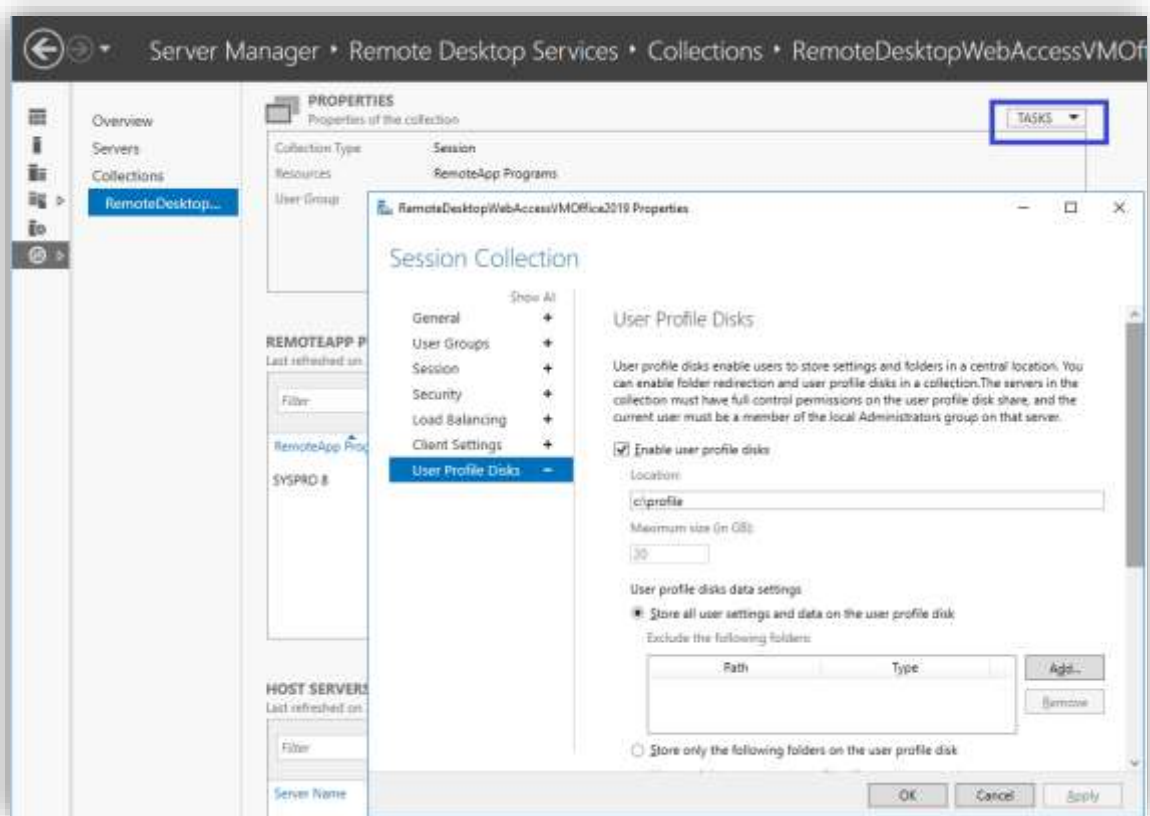 Server Manager • Remote Desktop Services • Collections • RemoteDesktopWebAccessVMOf
Overview
Servers
Collections
RemoteDesktop...
PROPERTIES
Properties of the collection
TASKS
Collection Type Session
Resources RemoteApp Programs
User Group
REMOTEAPP P
Last refreshed on
Filter
RemoteApp Prog
SYSPRO 8
HOST SERVERS
Last refreshed on
Filter
Server Name
RemoteDesktopWebAccessVMOffice2019 Properties
Session Collection
Show All
General +
User Groups +
Session +
Security +
Load Balancing +
Client Settings +
User Profile Disks –
User Profile Disks
User profile disks enable users to store settings and folders in a central location. You
can enable folder redirection and user profile disks in a collection.The servers in the
collection must have full control permissions on the user profile disk share, and the
current user must be a member of the local Administrators group on that server.
Enable user profile disks
Location:
c:\profile
Maximum size (in GB):
20
User profile disks data settings
Store all user settings and data on the user profile disk
Exclude the following folders:
Path Type
Add...
Remove
Store only the following folders on the user profile disk
OK Cancel Apply